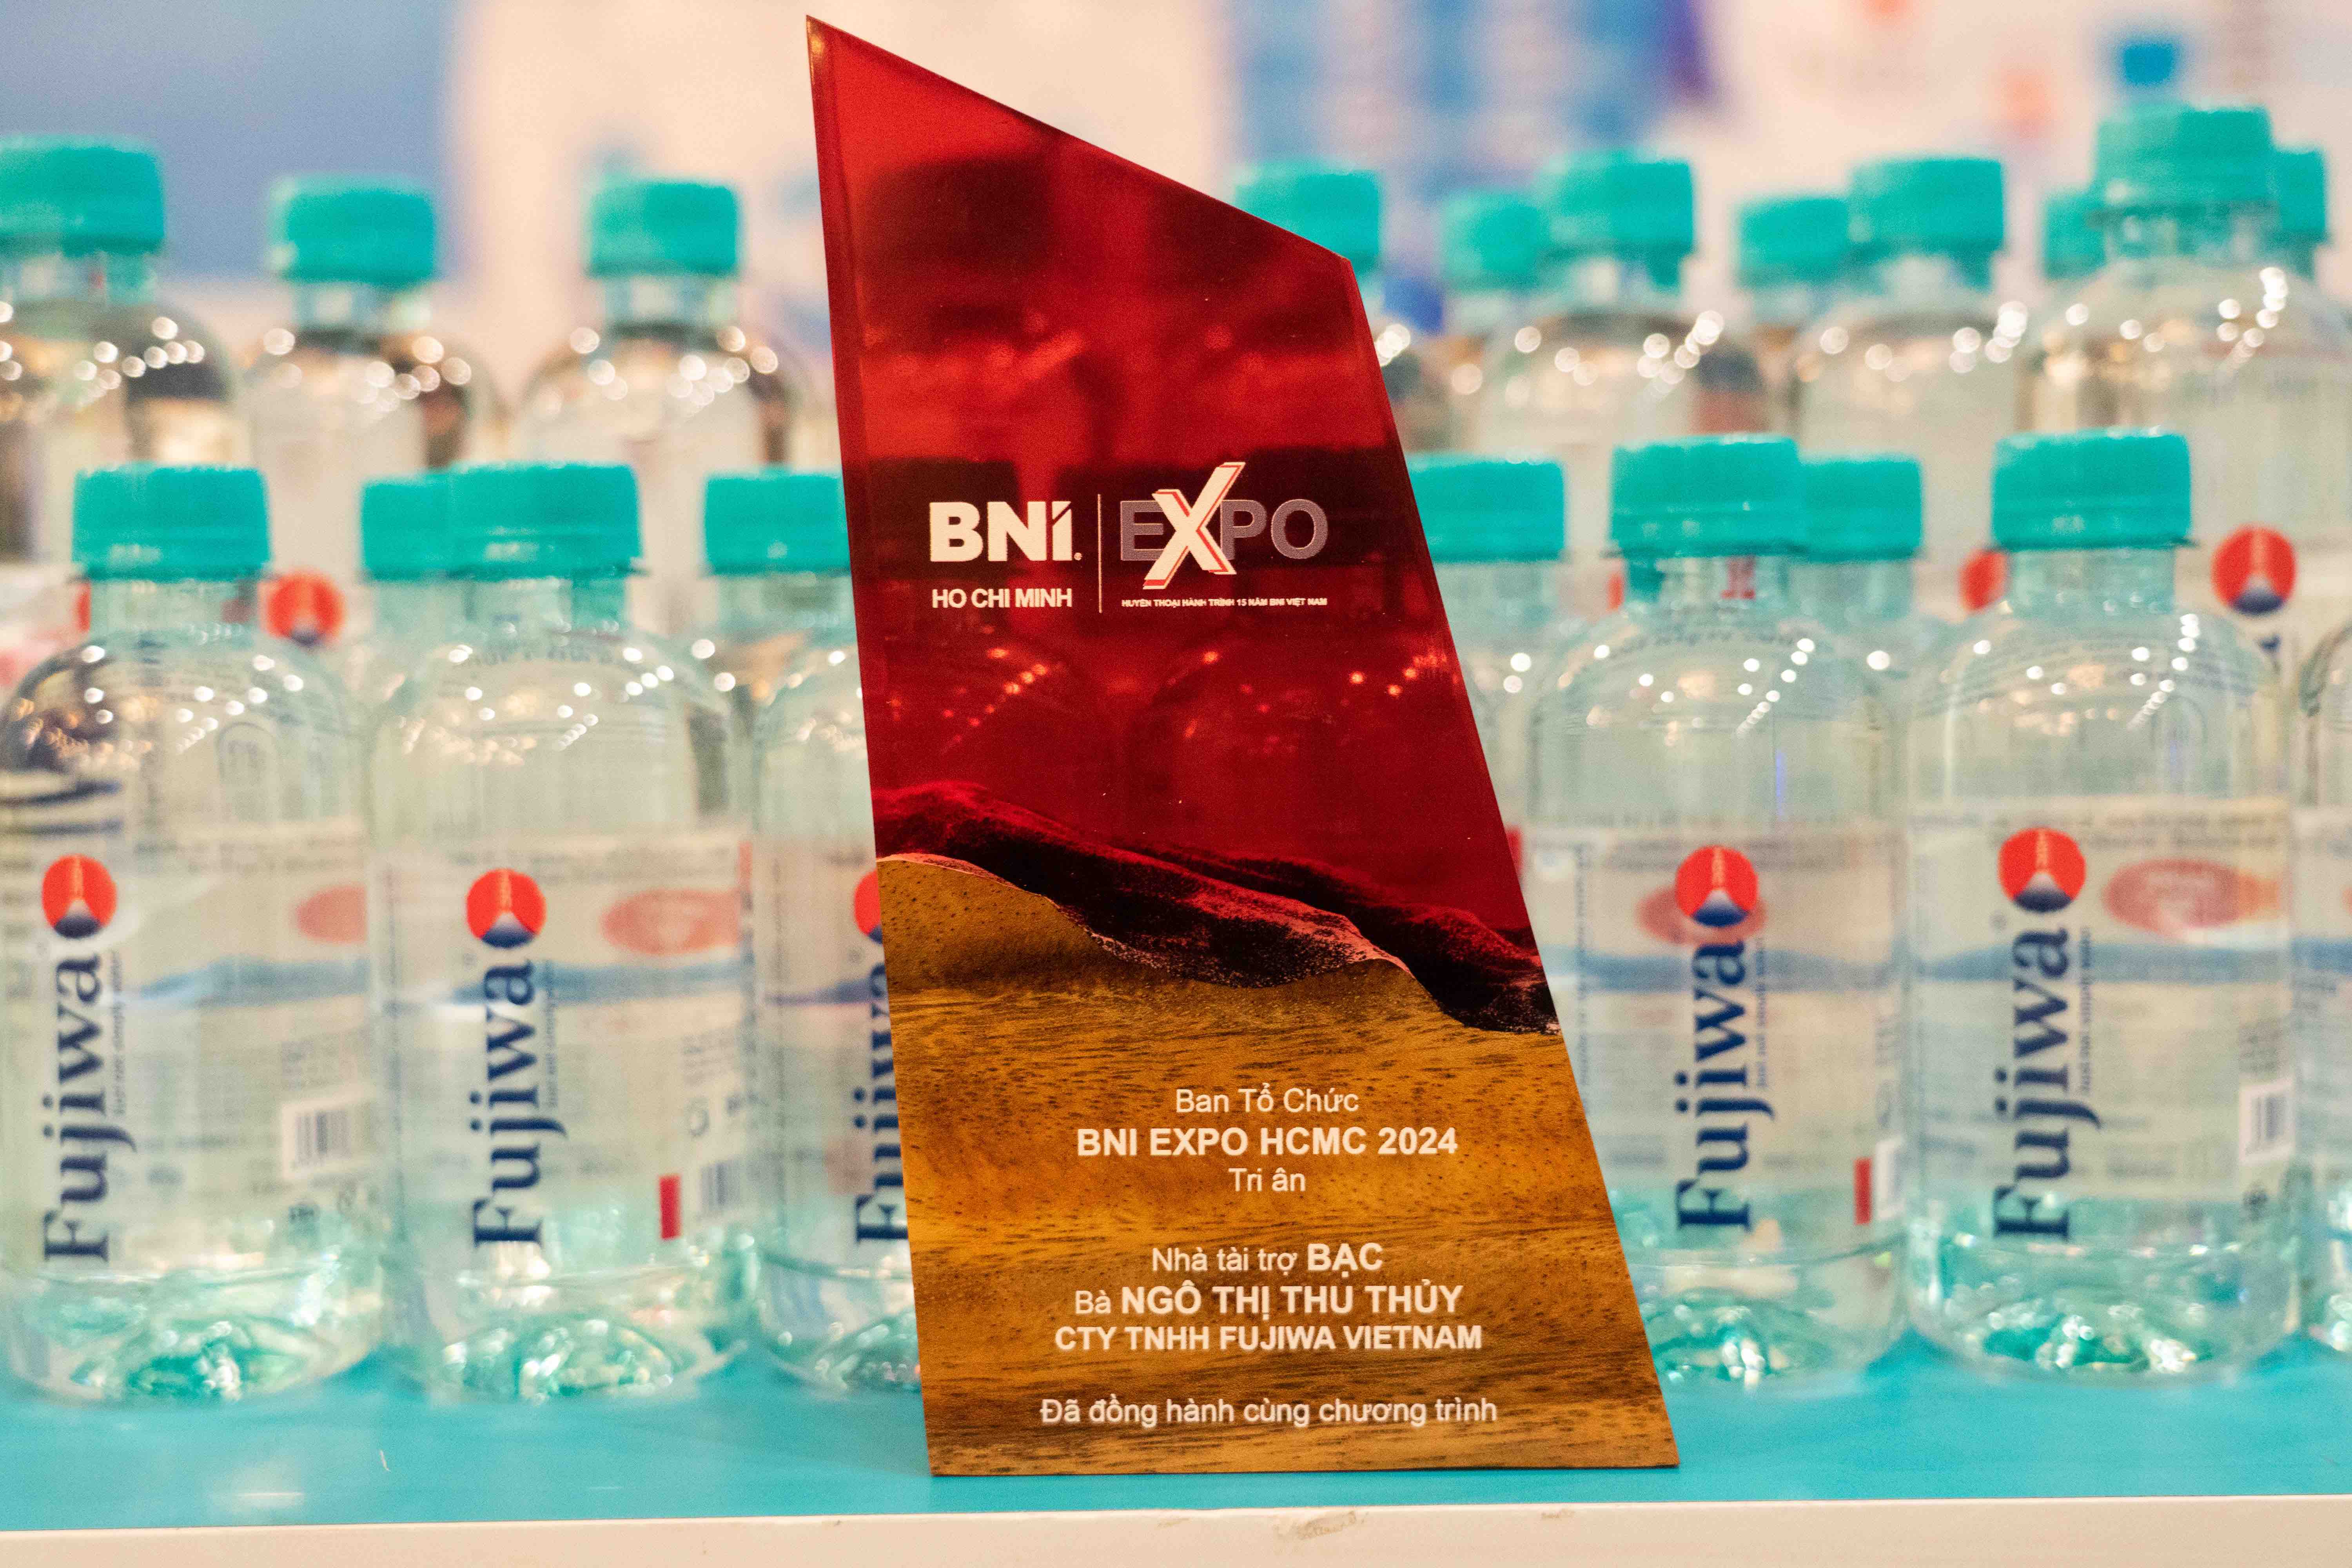 BNI
EXPO
HO CHI MINH
HUYỀN THOẠI HÀNH TRÌNH 15 NĂM BNI VIỆT NAM
Ban Tổ Chức
BNI EXPO HCMC 2024
Tri ân
Nhà tài trợ BẠC
Bà NGÔ THỊ THU THỦY
CTY TNHH FUJIWA VIETNAM
Đã đồng hành cùng chương trình
Fujiwa
Fujiwa
Fujiwa
Fujiwa